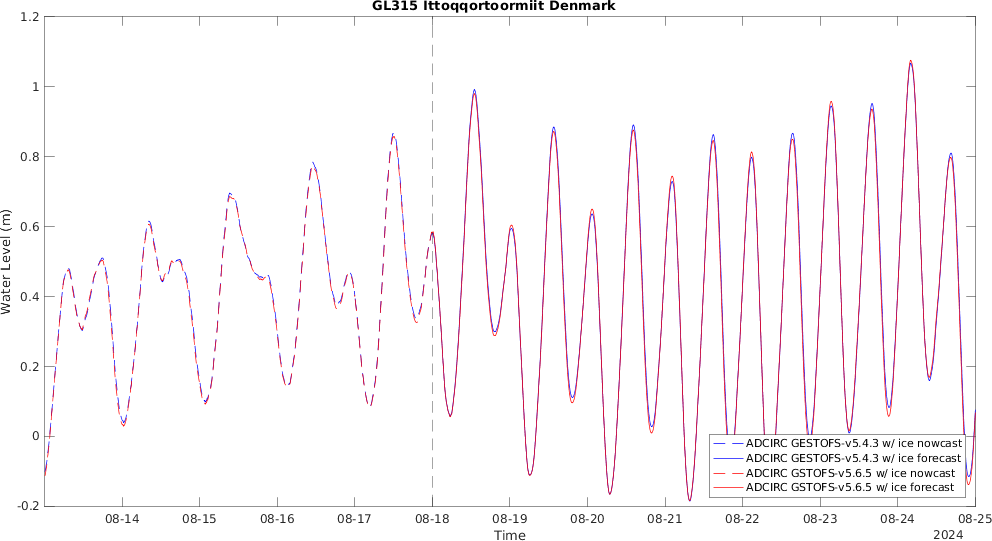 GL315 Ittoqqortoormiit Denmark
1.2
1
0.8
0.6
0.4
0.2
0
-0.2
Water Level (m)
08-14 08-15 08-16 08-17 08-18 08-19 08-20 08-21 08-22 08-23 08-24 08-25
Time
2024
ADCIRC GESTOFS-v5.4.3 w/ ice nowcast
ADCIRC GESTOFS-v5.4.3 w/ ice forecast
ADCIRC GSTOFS-v5.6.5 w/ ice nowcast
ADCIRC GSTOFS-v5.6.5 w/ ice forecast